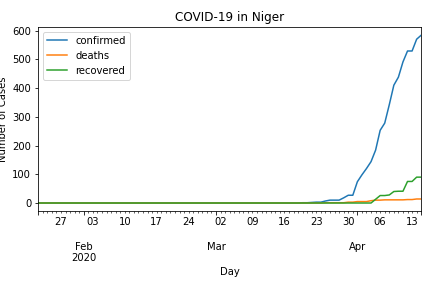 COVID-19 in Niger
confirmed
deaths
recovered
600
500
400
300
200
100
0
Number of Cases
27 03 10 17 24 02 09 16 23 30 06 13
Feb Mar Apr
2020
Day